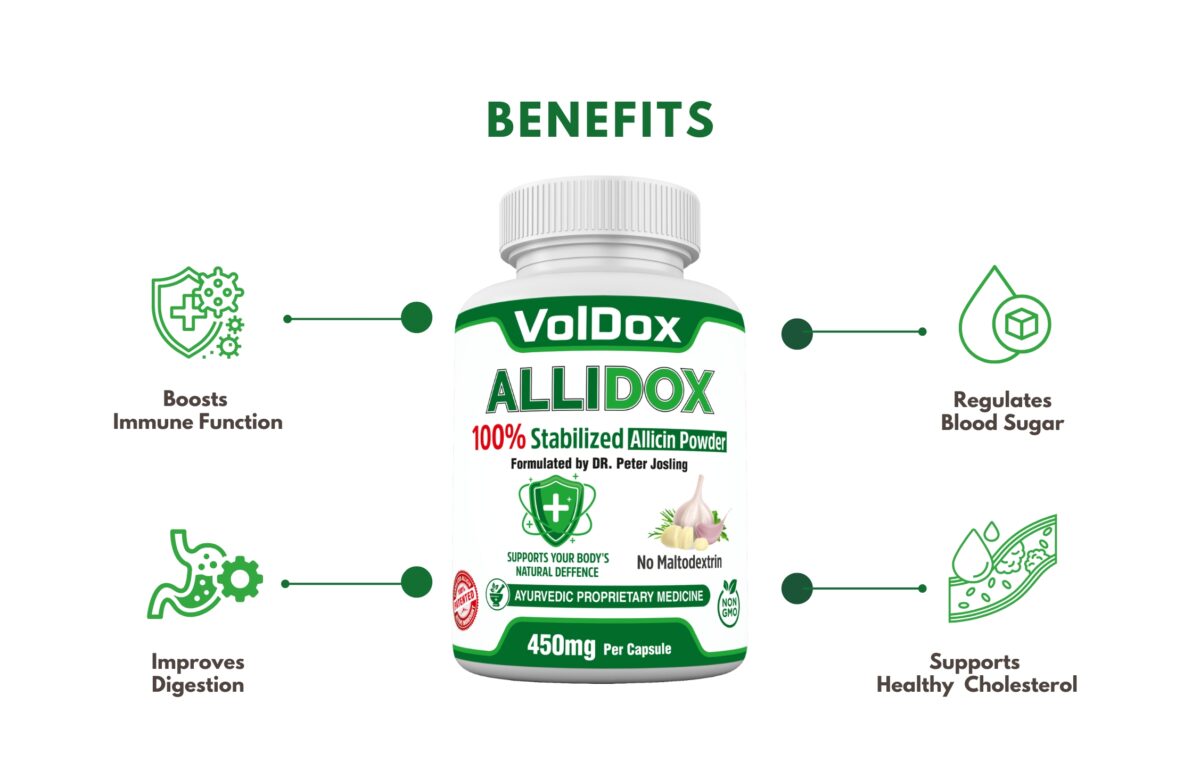 BENEFITS
Boosts
Immune Function
Improves
Digestion
VolDox
ALLIDOX
100% Stabilized Allicin Powder
Formulated by DR. Peter Josling
SUPPORTS YOUR BODY'S
NATURAL DEFFENCE
No Maltodextrin
AYURVEDIC PROPRIETARY MEDICINE
NON
GMO
100%
PATENTED
450mg Per Capsule
Regulates
Blood Sugar
Supports
Healthy Cholesterol